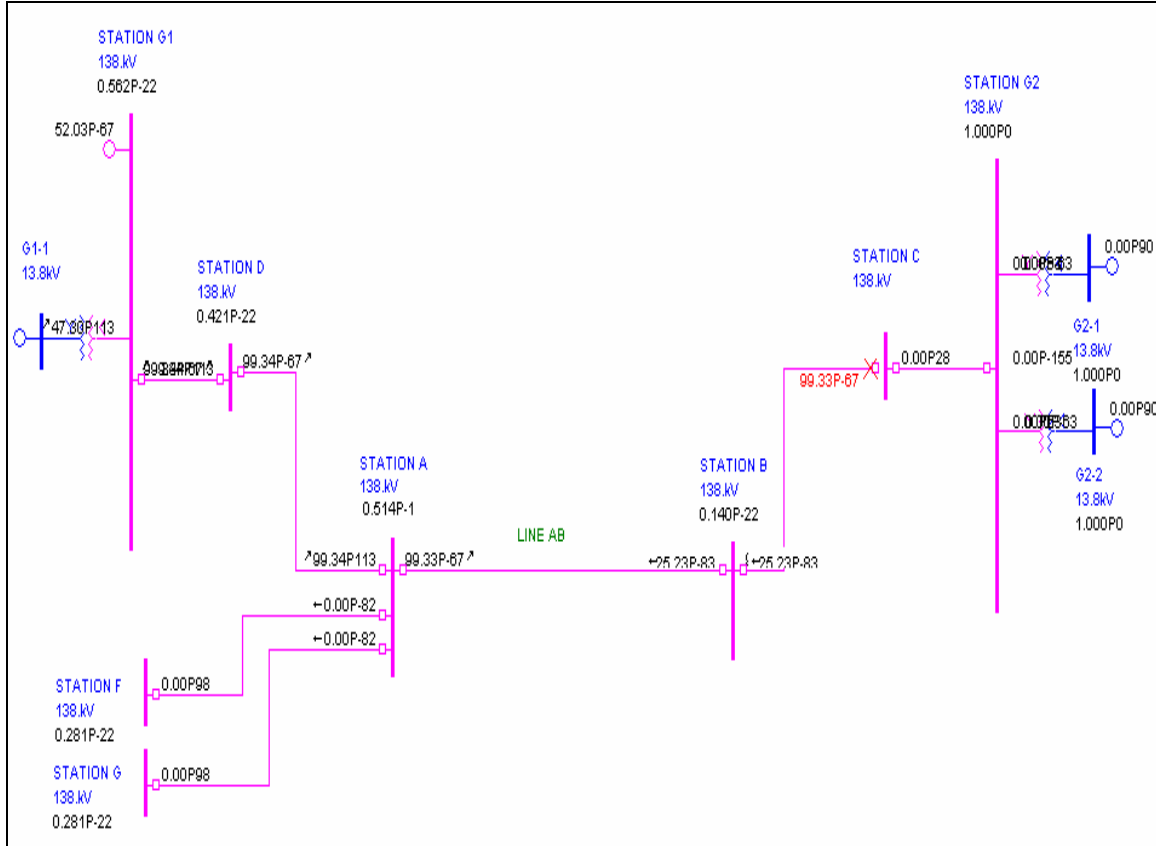 STATION G1
138.kV
0.562P-22
52.03P-67
G1-1
13.8kV
↗47.30P113
STATION D
138.kV
0.421P-22
99.34P-67↗
STATION A
138.kV
0.514P-1
↗99.34P113
99.33P-67↗
←0.00P-82
←0.00P-82
STATION F
138.kV
0.281P-22
0.00P98
STATION G
138.kV
0.281P-22
0.00P98
LINE AB
STATION B
138.kV
0.140P-22
←25.23P-83
←25.23P-83
STATION C
138.kV
99.33P-67
0.00P28
STATION G2
138.kV
1.000P0
0.00P-155
0.00P90
G2-1
13.8kV
1.000P0
0.00P90
G2-2
13.8kV
1.000P0